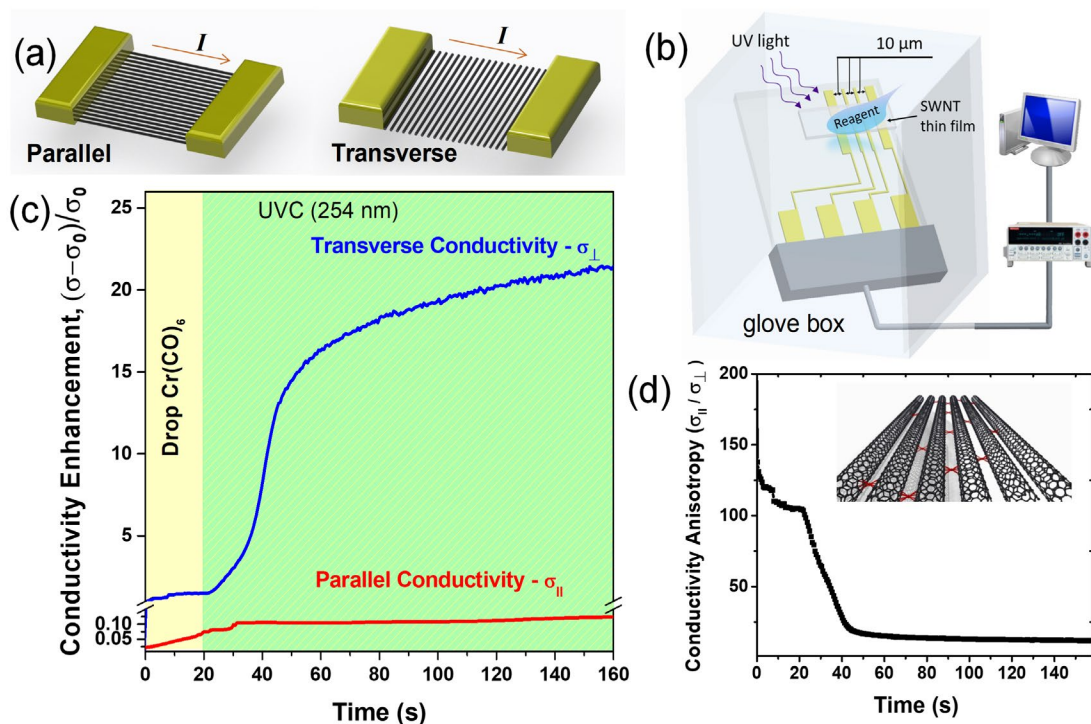 (a)
I
I
Parallel
Transverse
(b)
UV light
10 µm
Reagent
SWNT
thin film
glove box
(c)
Conductivity Enhancement, (σ–σ₀)/σ₀
25
20
15
10
5
0.10
0.05
Drop Cr(CO)₆
UVC (254 nm)
Transverse Conductivity - σ⊥
Parallel Conductivity - σ||
0 20 40 60 80 100 120 140 160
Time (s)
(d)
Conductivity Anisotropy (σ|| / σ⊥)
200
150
100
50
0 20 40 60 80 100 120 140 160
Time (s)